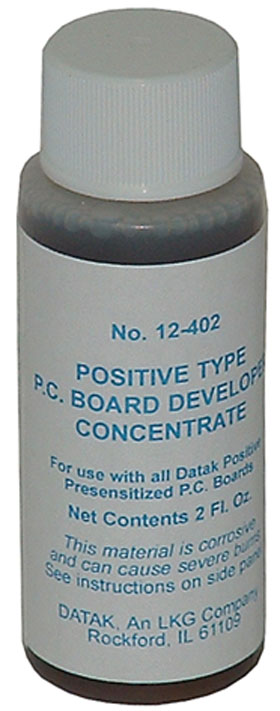 No. 12-402
POSITIVE TYPE
P.C. BOARD DEVELOPE
CONCENTRATE
For use with all Datak Positive
Presensitized P.C. Boards
Net Contents 2 Fl. Oz.
This material is corrosive
and can cause severe burns
See instructions on side panel
DATAK, An LKG Company
Rockford, IL 61109